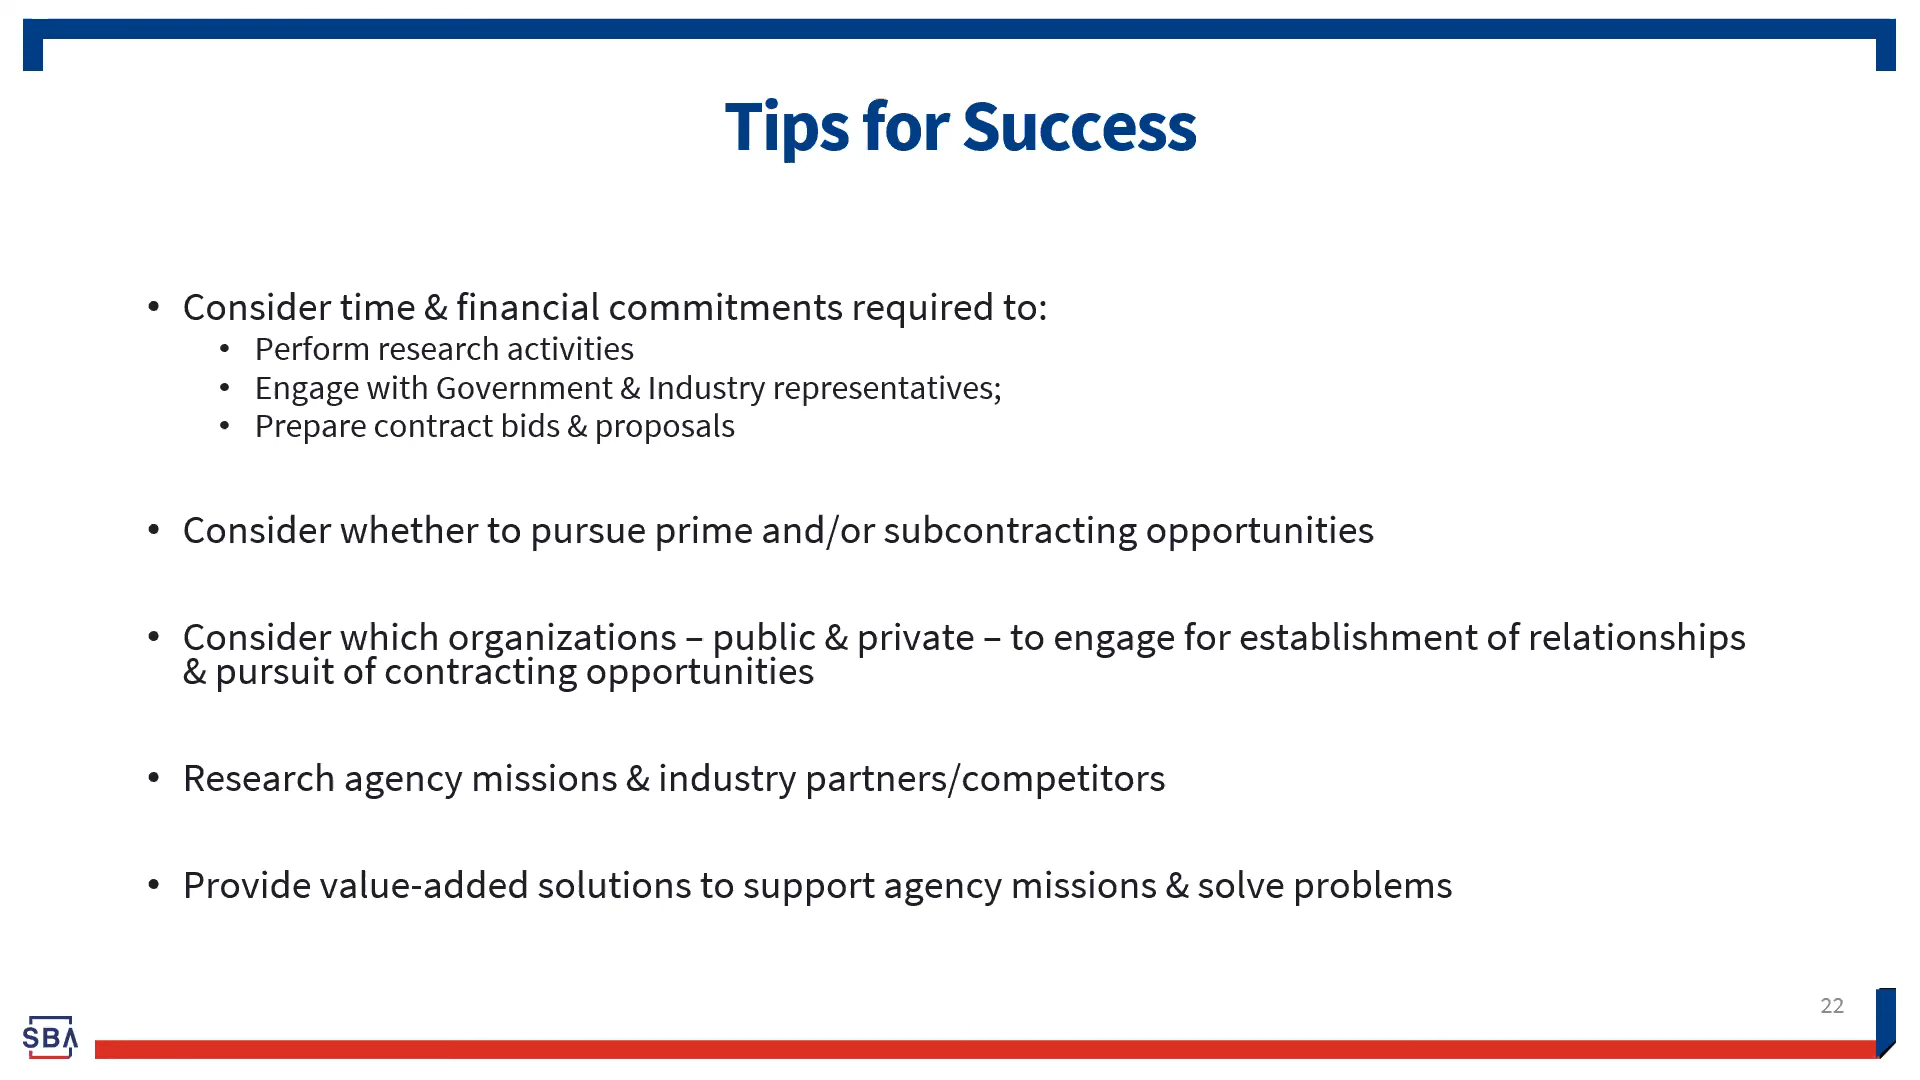 Tips for Success
• Consider time & financial commitments required to:
• Perform research activities
• Engage with Government & Industry representatives;
• Prepare contract bids & proposals
• Consider whether to pursue prime and/or subcontracting opportunities
• Consider which organizations – public & private – to engage for establishment of relationships
& pursuit of contracting opportunities
• Research agency missions & industry partners/competitors
• Provide value-added solutions to support agency missions & solve problems
22
SBA